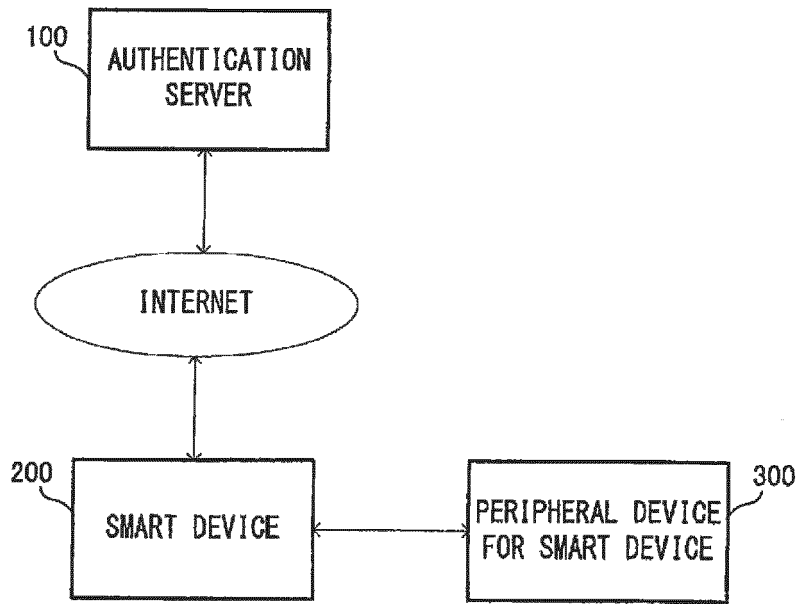 100
AUTHENTICATION
SERVER
INTERNET
200
SMART DEVICE
PERIPHERAL DEVICE
FOR SMART DEVICE
300